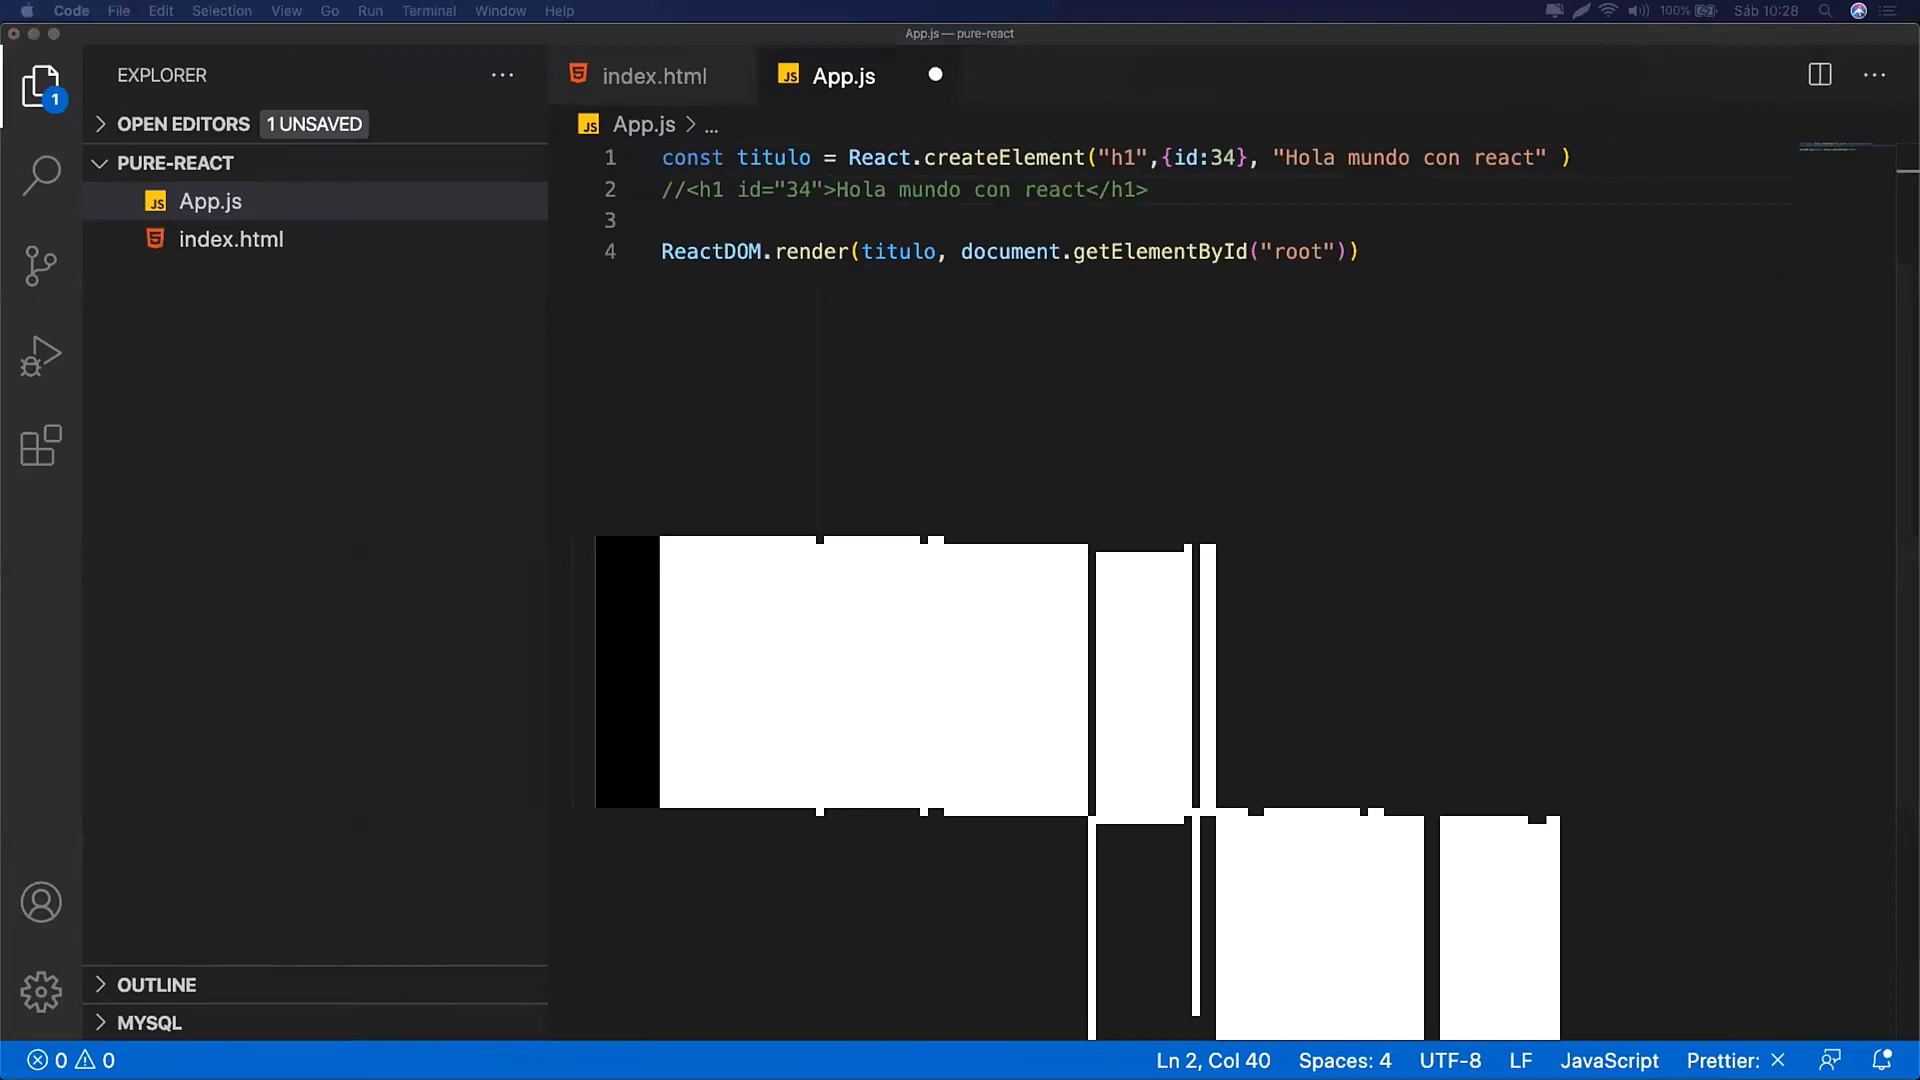 Code File Edit Selection View Go Run Terminal Window Help 100% Sáb 10:28
App.js — pure-react
EXPLORER
index.html
App.js
OPEN EDITORS 1 UNSAVED
App.js > ...
PURE-REACT
App.js
index.html
1 const titulo = React.createElement("h1",{id:34}, "Hola mundo con react" )
2 //<h1 id="34">Hola mundo con react</h1>
3
4 ReactDOM.render(titulo, document.getElementById("root"))
1
OUTLINE
MYSQL
0 0 Ln 2, Col 40 Spaces: 4 UTF-8 LF JavaScript Prettier: ×